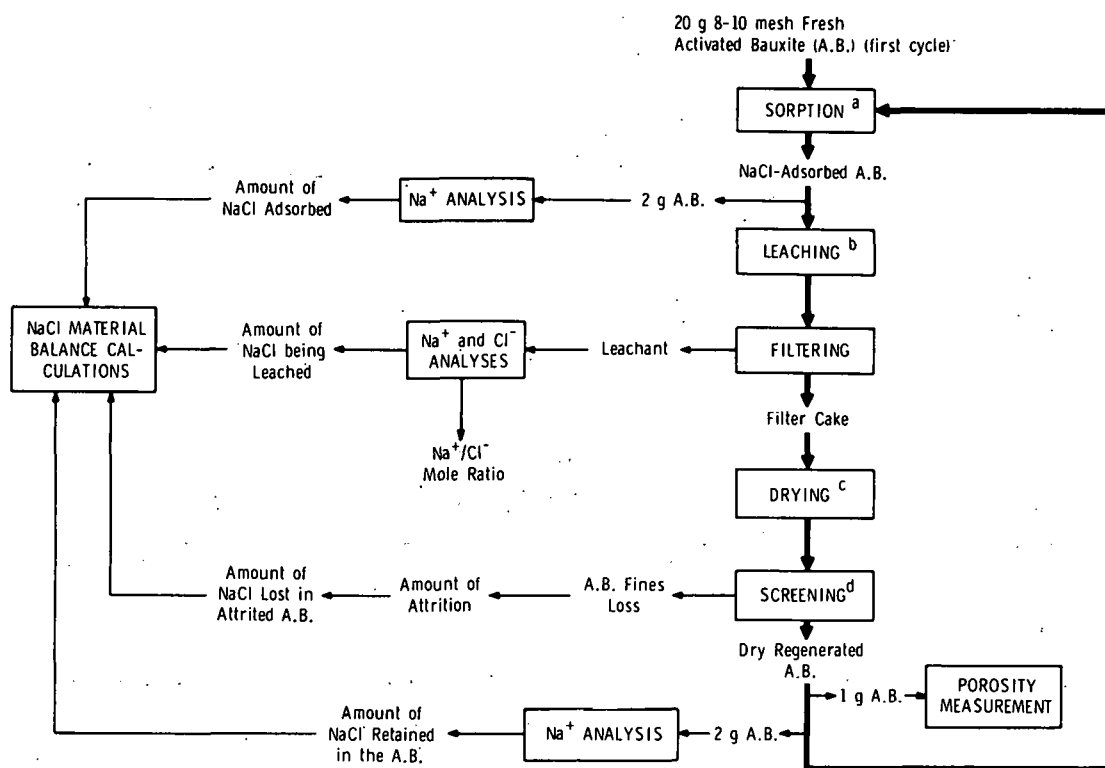 20 g 8-10 mesh Fresh
Activated Bauxite (A.B.) (first cycle)
SORPTION a
NaCl-Adsorbed A.B.
Amount of
NaCl Adsorbed
Na+ ANALYSIS
2 g A.B.
LEACHING b
NaCl MATERIAL
BALANCE CAL-
CULATIONS
Amount of
NaCl being
Leached
Na+ and Cl-
ANALYSES
Leachant
FILTERING
Filter Cake
Na+/Cl-
Mole Ratio
DRYING c
Amount of
NaCl Lost in
Attrited A.B.
Amount of
Attrition
A.B. Fines
Loss
SCREENING d
Dry Regenerated
A.B.
1 g A.B.
POROSITY
MEASUREMENT
Amount of
NaCl Retained
in the A.B.
Na+ ANALYSIS
2 g A.B.